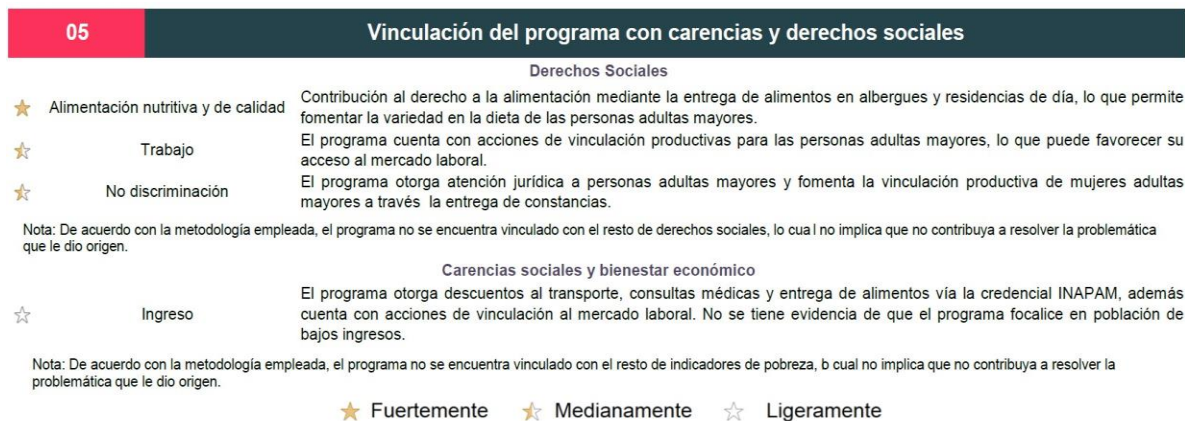 05 Vinculación del programa con carencias y derechos sociales
Derechos Sociales
Alimentación nutritiva y de calidad
Contribución al derecho a la alimentación mediante la entrega de alimentos en albergues y residencias de día, lo que permite
fomentar la variedad en la dieta de las personas adultas mayores.
Trabajo
El programa cuenta con acciones de vinculación productivas para las personas adultas mayores, lo que puede favorecer su
acceso al mercado laboral.
No discriminación
El programa otorga atención jurídica a personas adultas mayores y fomenta la vinculación productiva de mujeres adultas
mayores a través la entrega de constancias.
Nota: De acuerdo con la metodología empleada, el programa no se encuentra vinculado con el resto de derechos sociales, lo cua l no implica que no contribuya a resolver la problemática
que le dio origen.
Carencias sociales y bienestar económico
Ingreso
El programa otorga descuentos al transporte, consultas médicas y entrega de alimentos vía la credencial INAPAM, además
cuenta con acciones de vinculación al mercado laboral. No se tiene evidencia de que el programa focalice en población de
bajos ingresos.
Nota: De acuerdo con la metodología empleada, el programa no se encuentra vinculado con el resto de indicadores de pobreza, b cual no implica que no contribuya a resolver la
problemática que le dio origen.
Fuertemente Medianamente Ligeramente